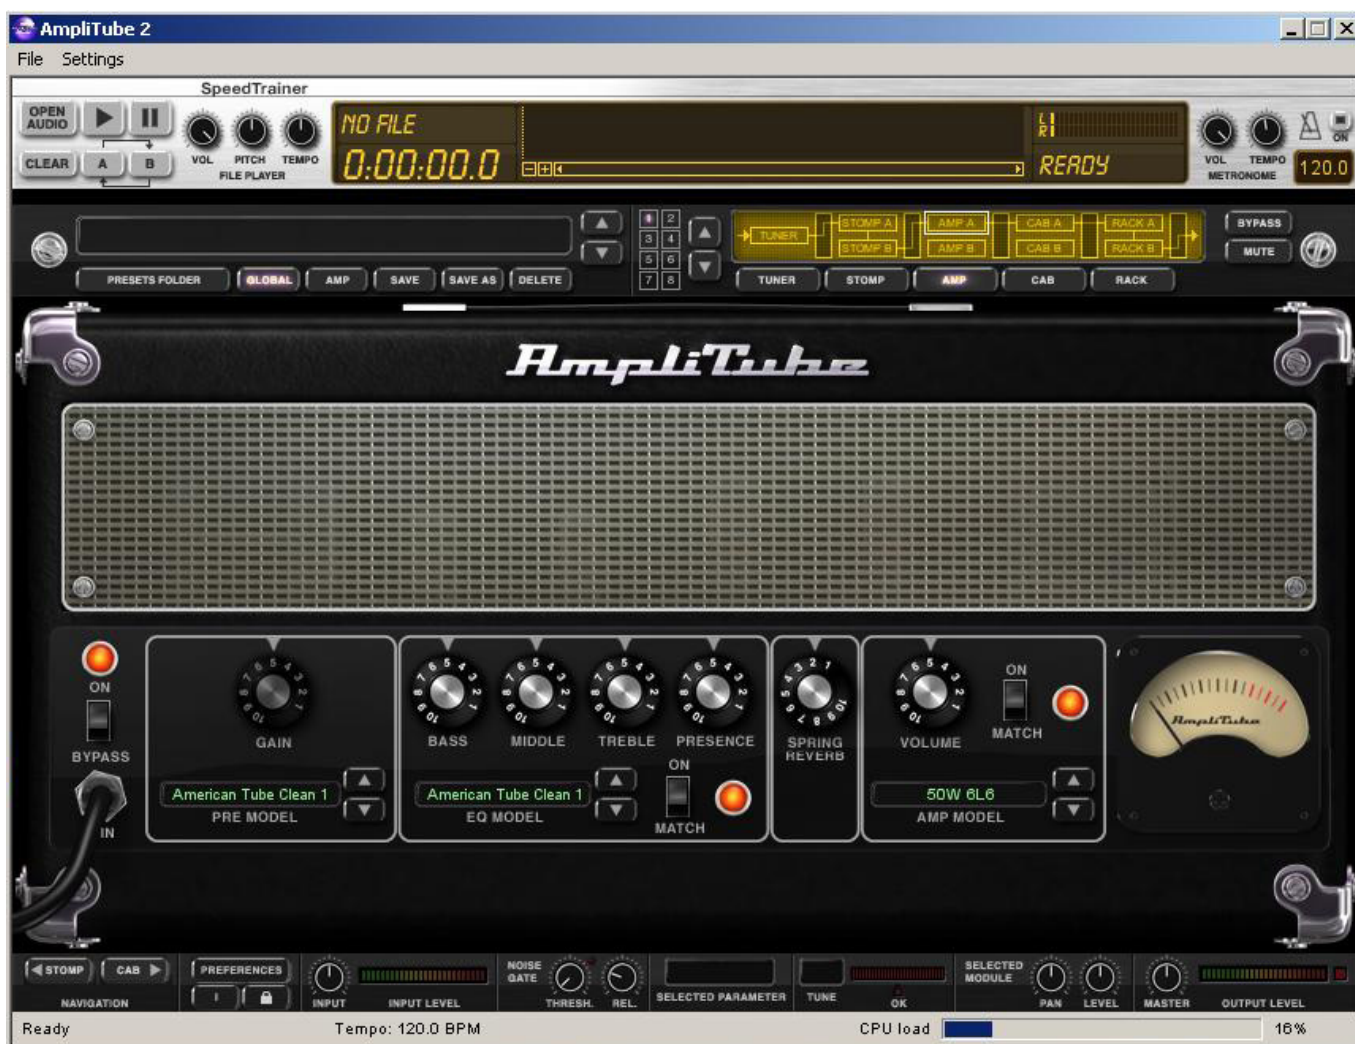 AmpliTube 2
File Settings
SpeedTrainer
OPEN AUDIO
CLEAR A B
VOL PITCH TEMPO
FILE PLAYER
NO FILE
0:00:00.0
L
R
READY
VOL TEMPO
METRONOME
ON
120.0
1 2
3 4
5 6
7 8
TUNER STOMP A AMP A CAB A RACK A
STOMP B AMP B CAB B RACK B
BYPASS
MUTE
PRESETS FOLDER GLOBAL AMP SAVE SAVE AS DELETE
TUNER STOMP AMP CAB RACK
AmpliTube
ON
BYPASS
IN
GAIN
American Tube Clean 1
PRE MODEL
BASS MIDDLE TREBLE PRESENCE
American Tube Clean 1
EQ MODEL
ON
MATCH
SPRING
REVERB
VOLUME
ON
MATCH
50W 6L6
AMP MODEL
AmpliTube
STOMP CAB
NAVIGATION
PREFERENCES
INPUT INPUT LEVEL
NOISE
GATE
THRESH. REL.
SELECTED PARAMETER
TUNE OK
SELECTED
MODULE
PAN LEVEL
MASTER OUTPUT LEVEL
Ready Tempo: 120.0 BPM CPU load 16%